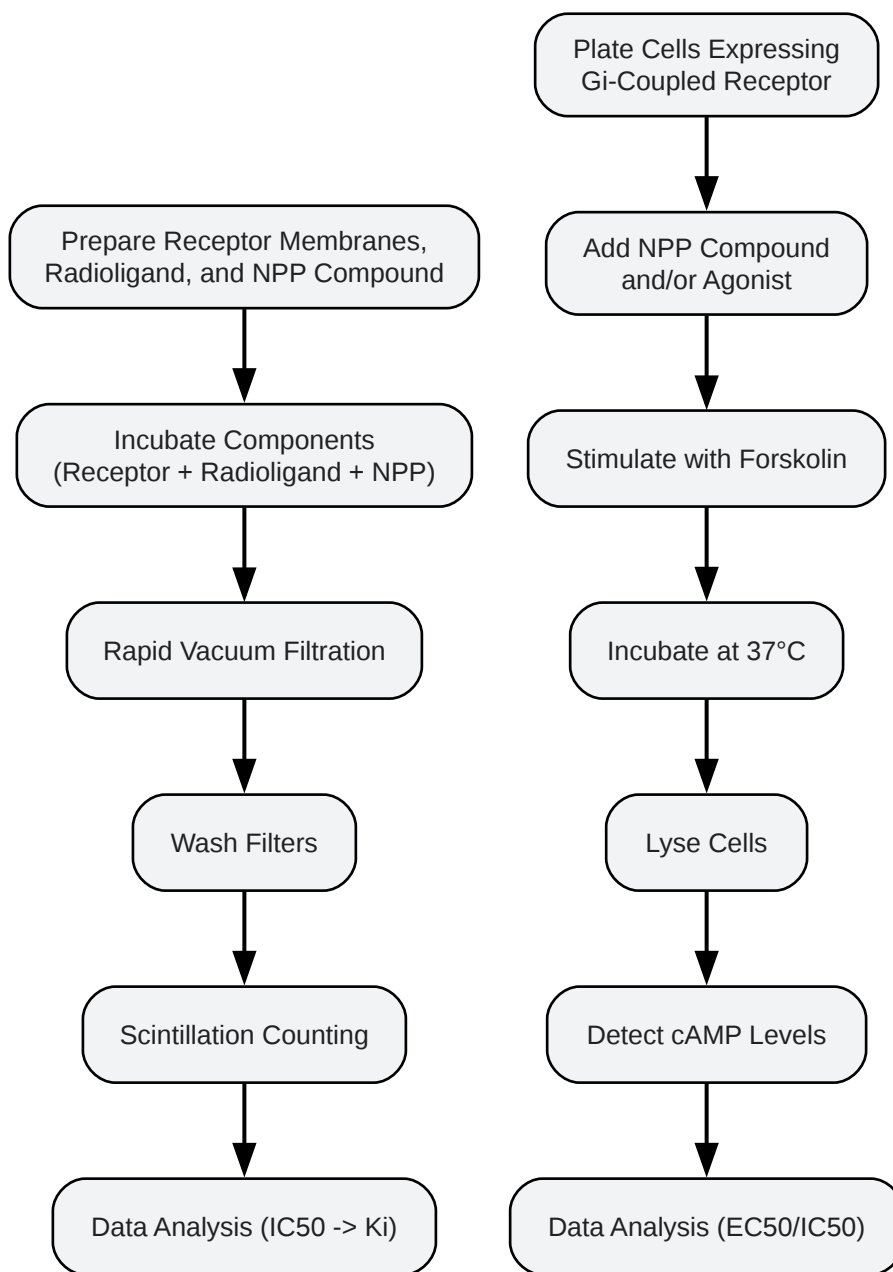 Prepare Receptor Membranes,
Radioligand, and NPP Compound
Incubate Components
(Receptor + Radioligand + NPP)
Rapid Vacuum Filtration
Wash Filters
Scintillation Counting
Data Analysis (IC50 -> Ki)
Plate Cells Expressing
Gi-Coupled Receptor
Add NPP Compound
and/or Agonist
Stimulate with Forskolin
Incubate at 37°C
Lyse Cells
Detect cAMP Levels
Data Analysis (EC50/IC50)